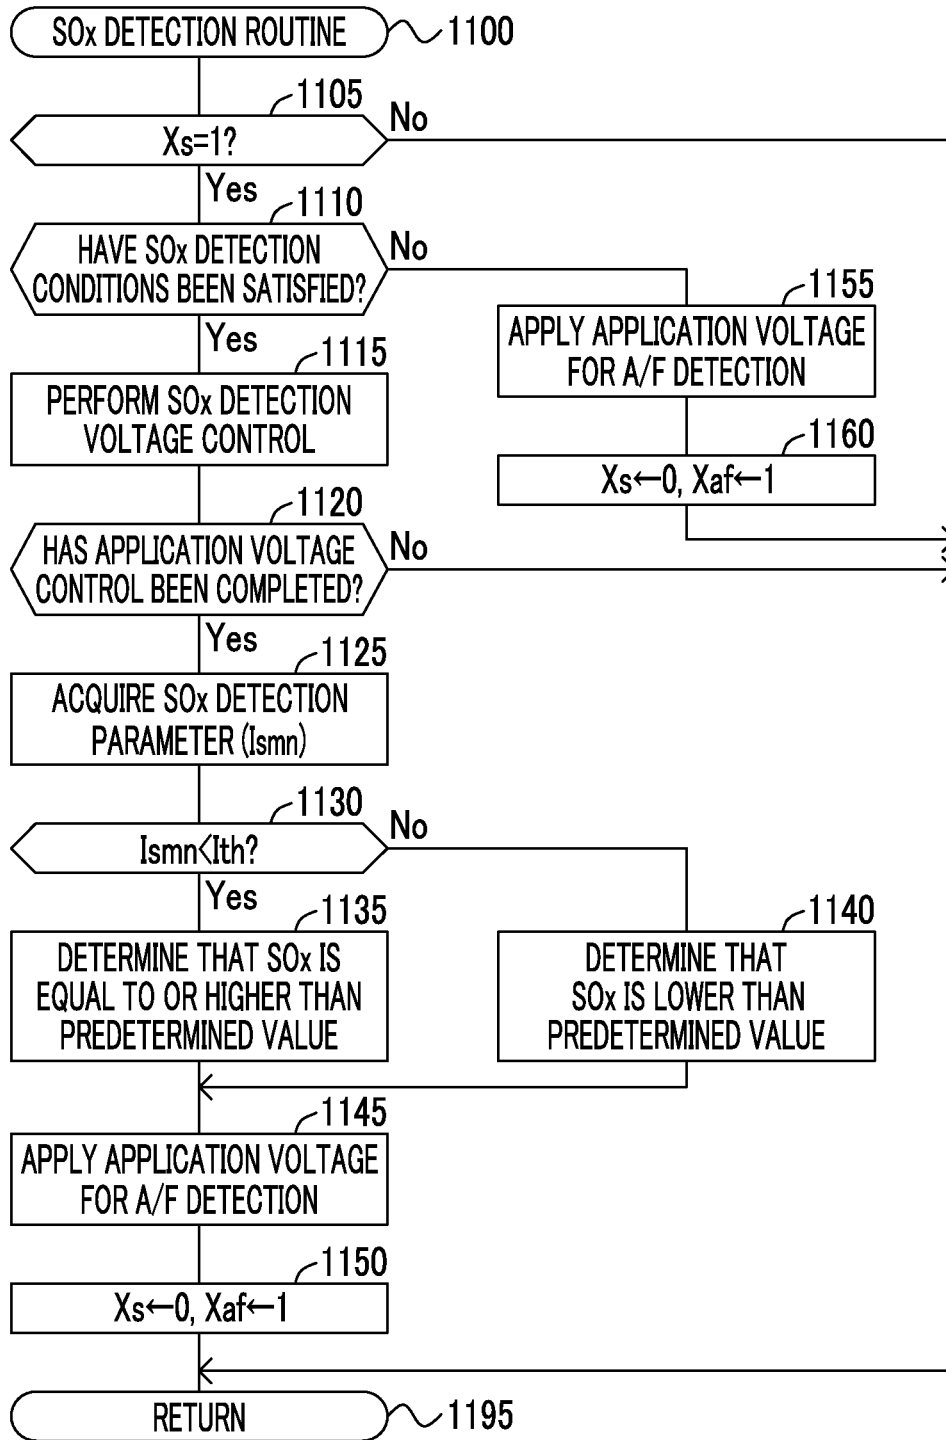 SOx DETECTION ROUTINE
1100
1105
Xs=1?
No
Yes
1110
HAVE SOx DETECTION
CONDITIONS BEEN SATISFIED?
No
Yes
1155
APPLY APPLICATION VOLTAGE
FOR A/F DETECTION
1115
PERFORM SOx DETECTION
VOLTAGE CONTROL
1160
Xs←0, Xaf←1
1120
HAS APPLICATION VOLTAGE
CONTROL BEEN COMPLETED?
No
Yes
1125
ACQUIRE SOx DETECTION
PARAMETER (Ismn)
1130
Ismn<Ith?
No
Yes
1135
DETERMINE THAT SOx IS
EQUAL TO OR HIGHER THAN
PREDETERMINED VALUE
1140
DETERMINE THAT
SOx IS LOWER THAN
PREDETERMINED VALUE
1145
APPLY APPLICATION VOLTAGE
FOR A/F DETECTION
1150
Xs←0, Xaf←1
RETURN
1195